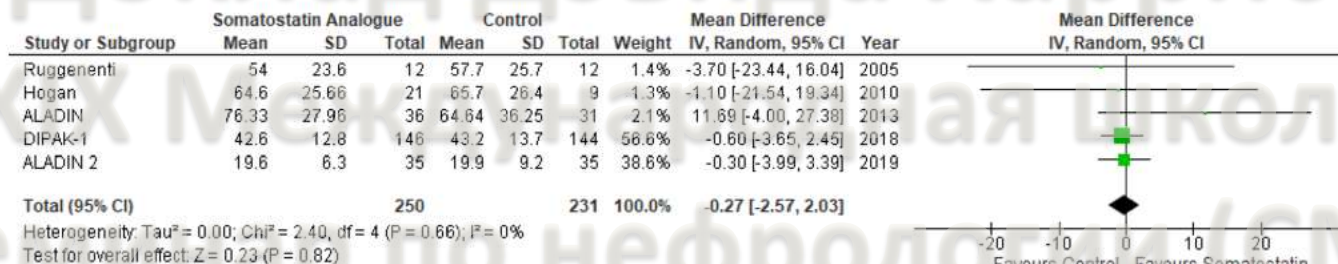 Somatostatin Analogue Control Mean Difference Mean Difference
Study or Subgroup Mean SD Total Mean SD Total Weight IV, Random, 95% CI Year IV, Random, 95% CI
Ruggenenti 54 23.6 12 57.7 25.7 12 1.4% -3.70 [-23.44, 16.04] 2005
Hogan 64.6 25.66 21 65.7 26.4 9 1.3% -1.10 [-21.54, 19.34] 2010
ALADIN 76.33 27.96 36 64.64 36.25 31 2.1% 11.69 [-4.00, 27.38] 2013
DIPAK-1 42.6 12.8 146 43.2 13.7 144 56.6% -0.60 [-3.65, 2.45] 2018
ALADIN 2 19.6 6.3 35 19.9 9.2 35 38.6% -0.30 [-3.99, 3.39] 2019
Total (95% CI) 250 231 100.0% -0.27 [-2.57, 2.03]
Heterogeneity: Tau² = 0.00; Chi² = 2.40, df = 4 (P = 0.66); I² = 0%
Test for overall effect: Z = 0.23 (P = 0.82)
-20 -10 0 10 20
Favours Control Favours Somatostatin
XIX Международная школа
по нефрологии